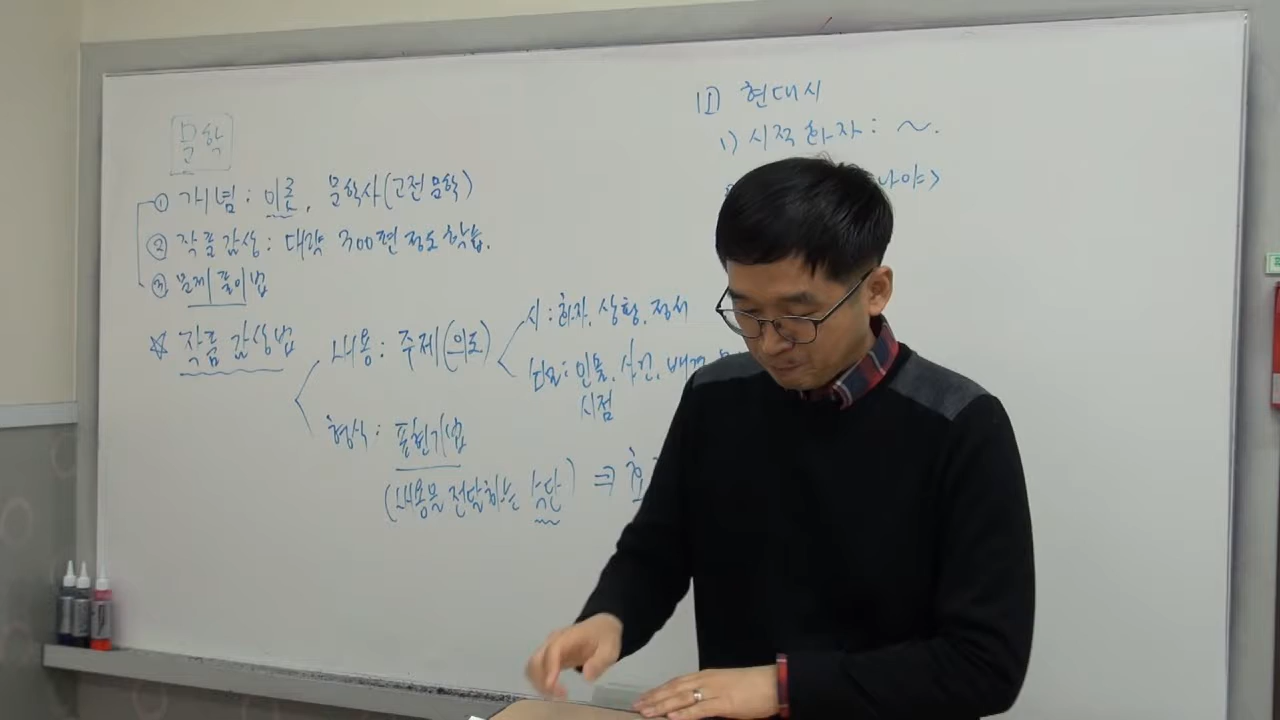 문학
① 개념: 이론, 문학사(고전문학)
② 작품감상: 대략 300편 정도 학습.
③ 문제풀이법
☆ 작품감상법
내용: 주제(의도)
시: 화자, 상황, 정서
소설: 인물, 사건, 배경
시점
형식: 표현기법
(내용을 전달하는 수단) ⇒
현대시
1) 시적화자: ~.
나야>